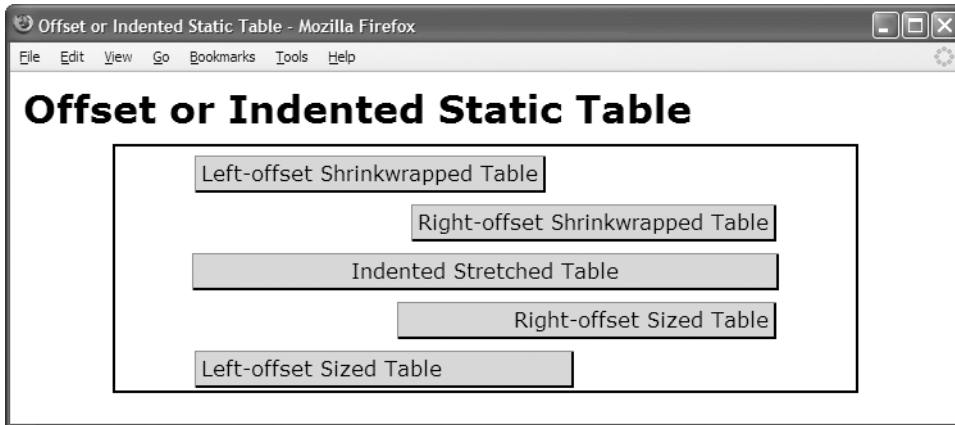 Offset or Indented Static Table - Mozilla Firefox
File Edit View Go Bookmarks Tools Help
Offset or Indented Static Table
Left-offset Shrinkwrapped Table
Right-offset Shrinkwrapped Table
Indented Stretched Table
Right-offset Sized Table
Left-offset Sized Table